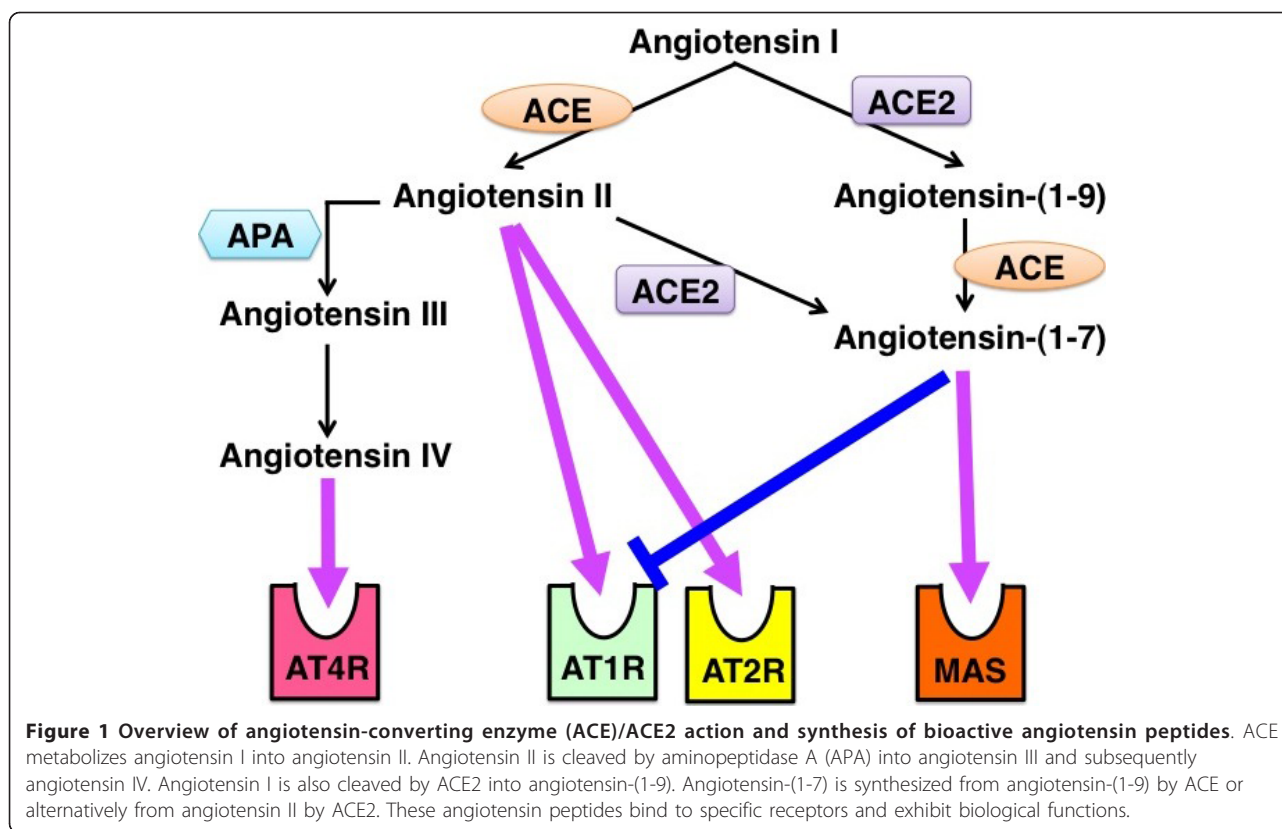 Angiotensin I
ACE
ACE2
Angiotensin II
Angiotensin-(1-9)
APA
ACE2
ACE
Angiotensin III
Angiotensin-(1-7)
Angiotensin IV
AT4R
AT1R
AT2R
MAS
Figure 1 Overview of angiotensin-converting enzyme (ACE)/ACE2 action and synthesis of bioactive angiotensin peptides. ACE
metabolizes angiotensin I into angiotensin II. Angiotensin II is cleaved by aminopeptidase A (APA) into angiotensin III and subsequently
angiotensin IV. Angiotensin I is also cleaved by ACE2 into angiotensin-(1-9). Angiotensin-(1-7) is synthesized from angiotensin-(1-9) by ACE or
alternatively from angiotensin II by ACE2. These angiotensin peptides bind to specific receptors and exhibit biological functions.